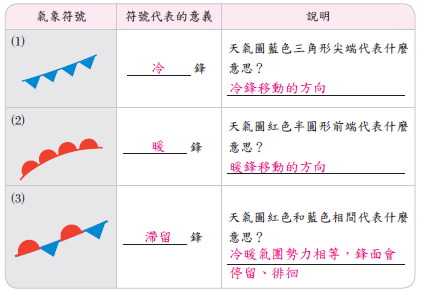 氣象符號 符號代表的意義 說明
(1)
冷 鋒
天氣圖藍色三角形尖端代表什麼
意思？
冷鋒移動的方向
(2)
暖 鋒
天氣圖紅色半圓形前端代表什麼
意思？
暖鋒移動的方向
(3)
滯留 鋒
天氣圖紅色和藍色相間代表什麼
意思？
冷暖氣團勢力相等，鋒面會
停留、徘徊